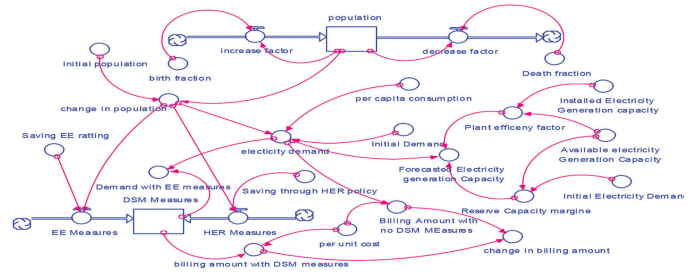 population
increase factor
decrease factor
Initial population
birth fraction
Death fraction
change in population
per capita consumption
Installed Electricity
Generation capacity
Plant efficeny factor
Saving EE ratting
electicity demand
Initial Demand
Available electricity
Generation Capacity
Forecasted Electricity
generation Capacity
Demand with EE measures
DSM Measures
Saving through HER policy
Initial Electricity Demand
Reserve Capacity margine
EE Measures
HER Measures
Billing Amount with
no DSM MEasures
per unit cost
change in billing amount
billing amount with DSM measures